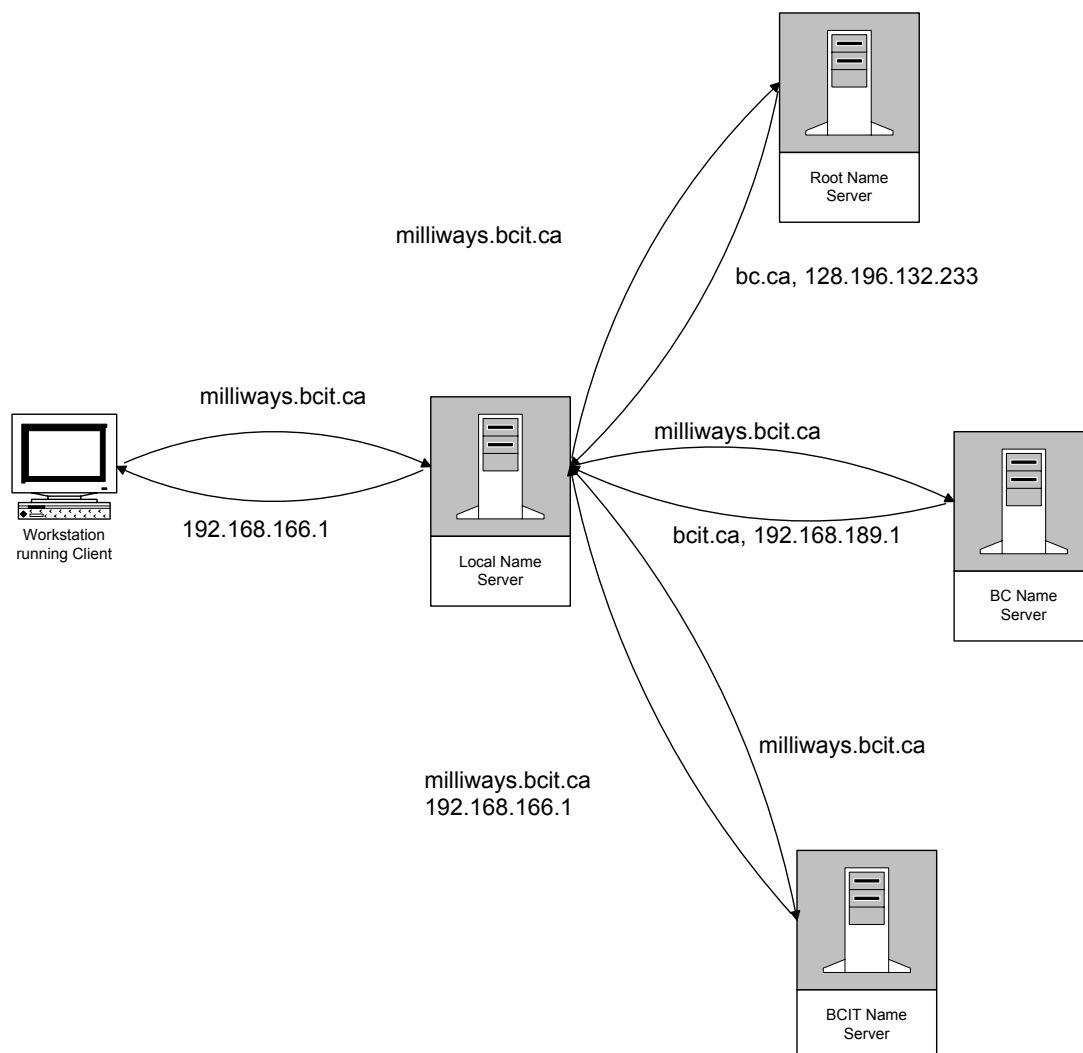 Root Name
Server
milliways.bcit.ca
bc.ca, 128.196.132.233
milliways.bcit.ca
milliways.bcit.ca
192.168.166.1
bcit.ca, 192.168.189.1
Workstation
running Client
Local Name
Server
BC Name
Server
milliways.bcit.ca
milliways.bcit.ca
192.168.166.1
BCIT Name
Server